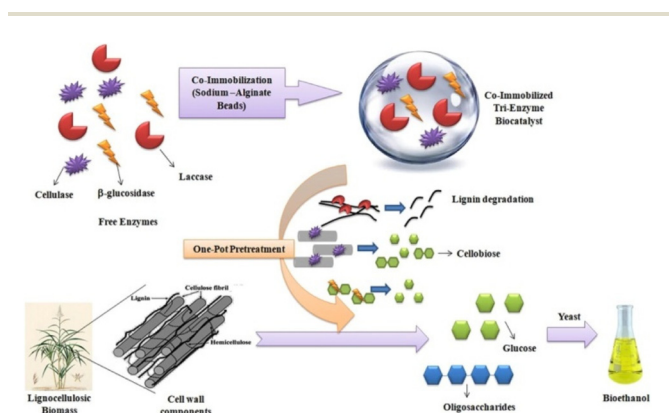 Co-Immobilization
(Sodium –Alginate
Beads)
Co-Immobilized
Tri-Enzyme
Biocatalyst
Laccase
Cellulase
β-glucosidase
Free Enzymes
Lignin degradation
One-Pot Pretreatment
Cellobiose
Cellulose fibril
Lignin
Hemicellulose
Yeast
Glucose
Lignocellulosic
Biomass
Cell wall
components
Oligosaccharides
Bioethanol